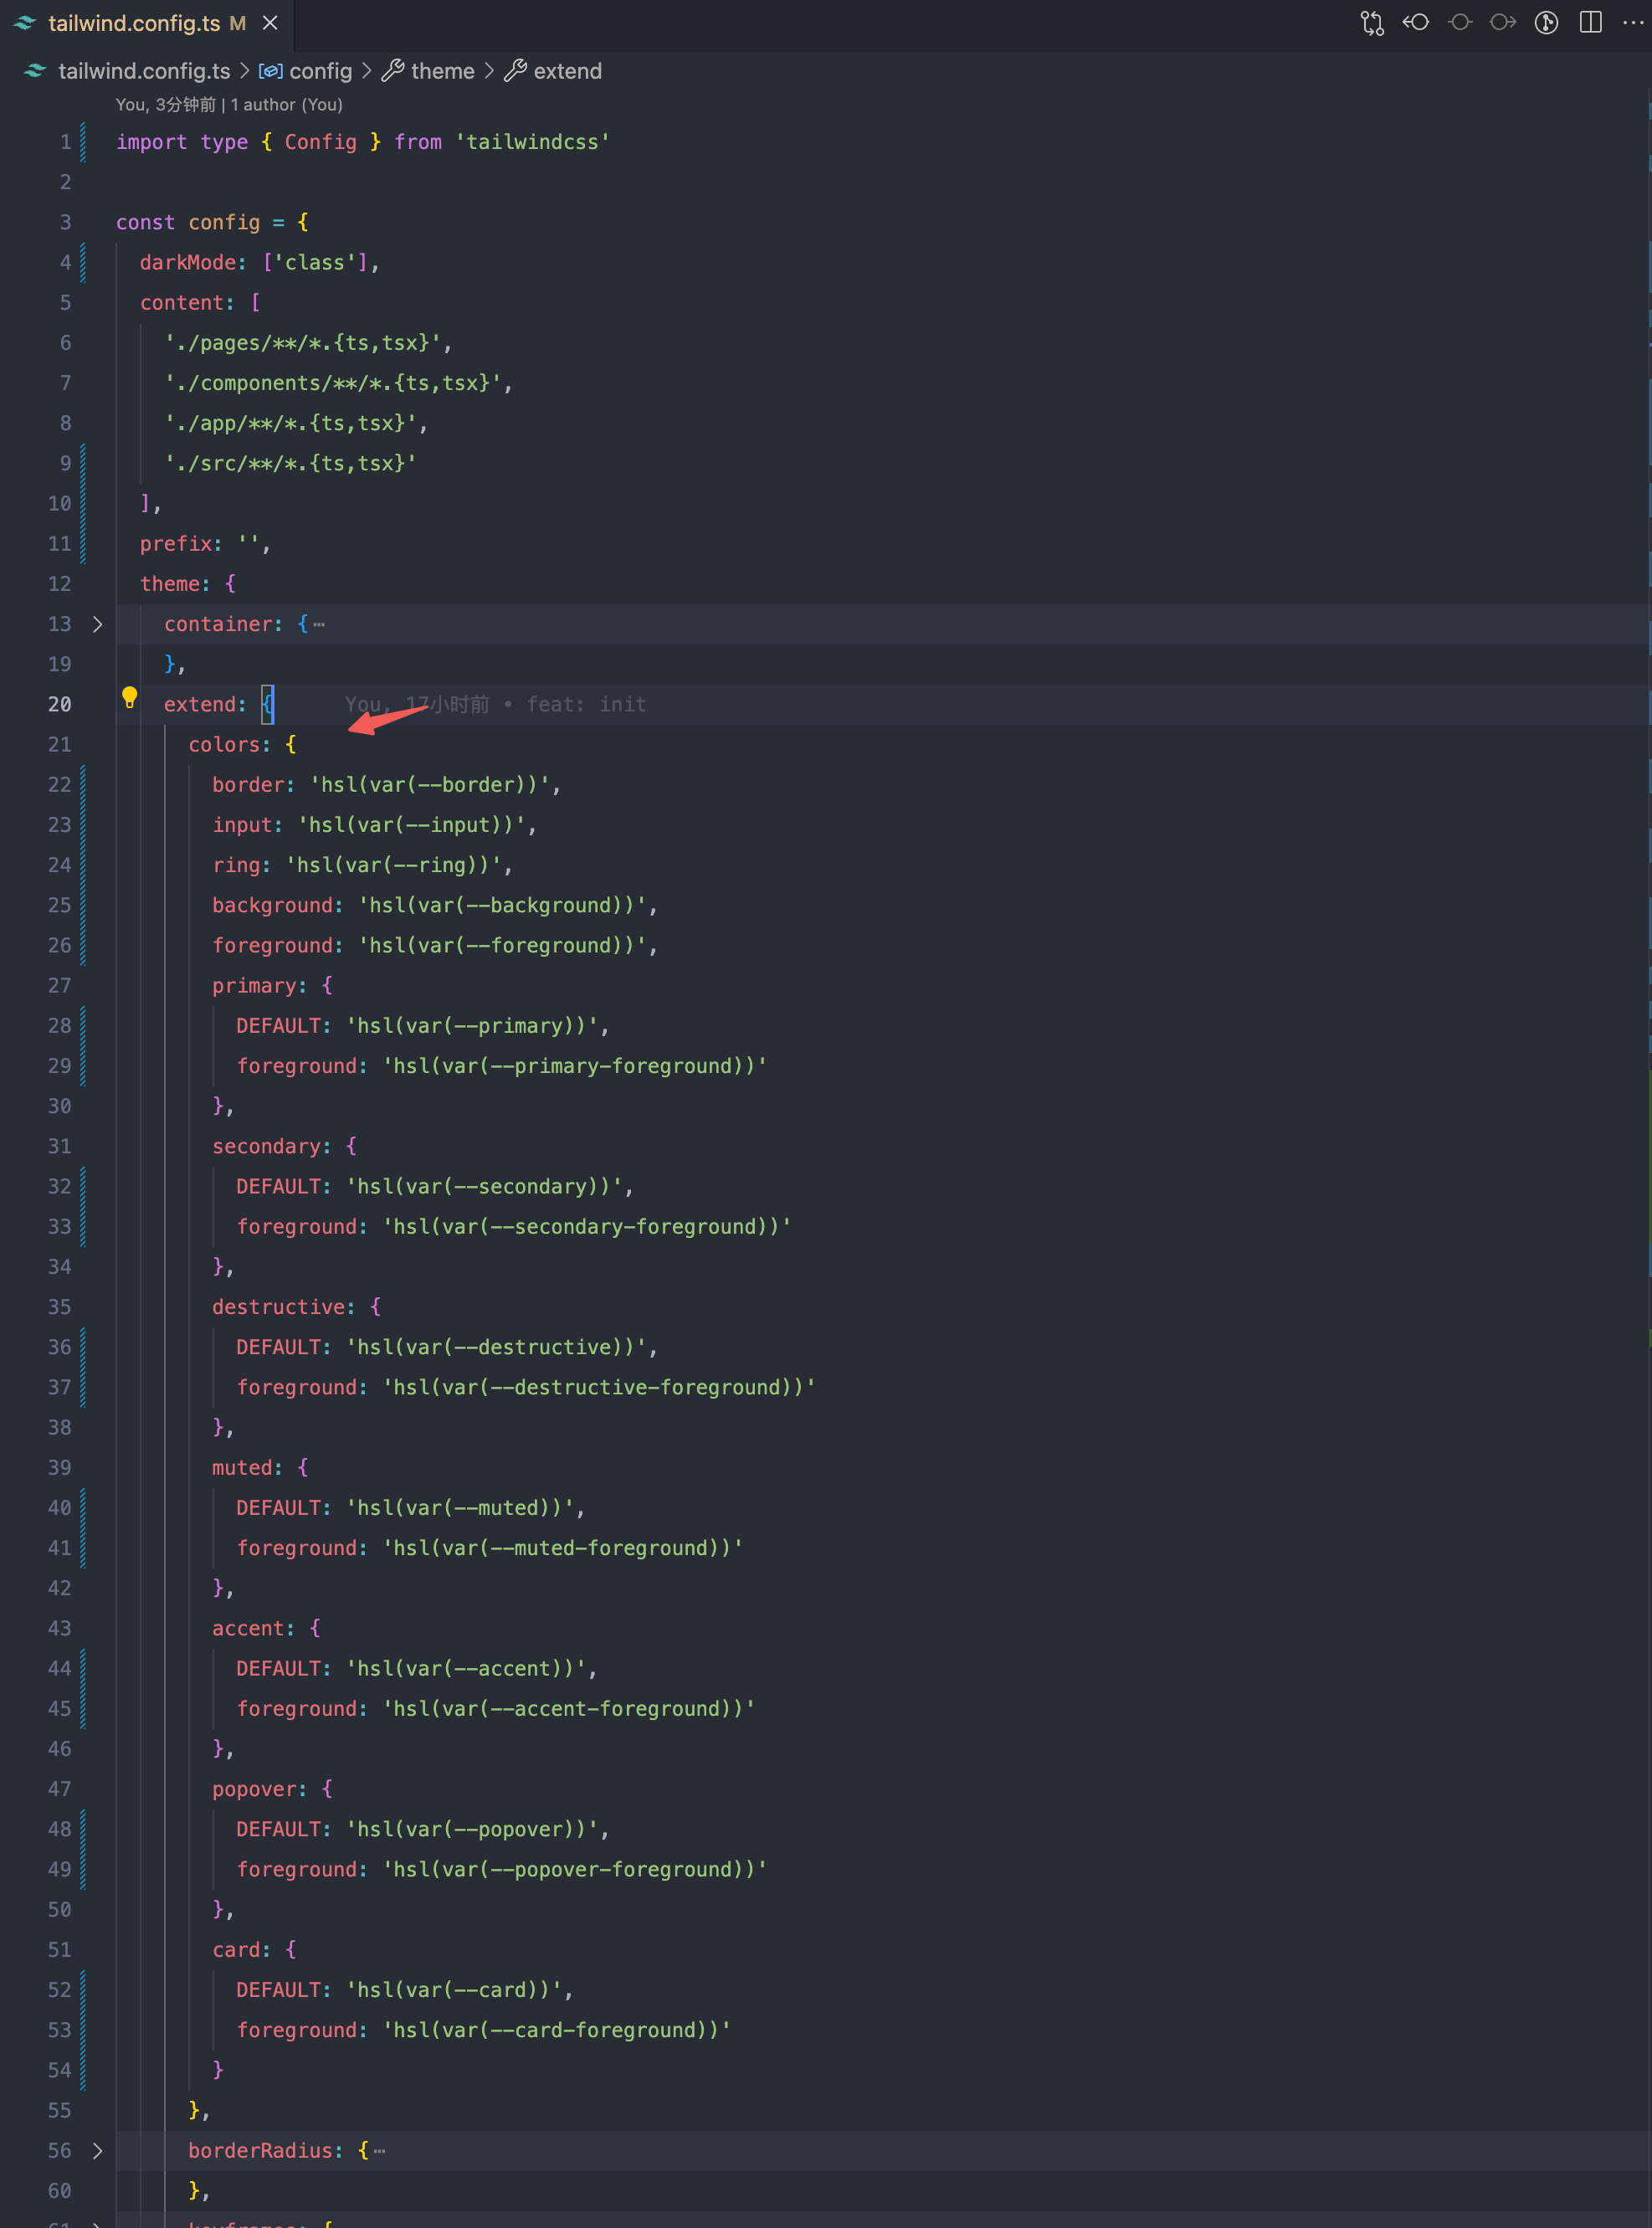 tailwind.config.ts M
tailwind.config.ts > config > theme > extend
You, 3分钟前 | 1 author (You)
1 import type { Config } from 'tailwindcss'
2
3 const config = {
4 darkMode: ['class'],
5 content: [
6 './pages/**/*.{ts,tsx}',
7 './components/**/*.{ts,tsx}',
8 './app/**/*.{ts,tsx}',
9 './src/**/*.{ts,tsx}'
10 ],
11 prefix: '',
12 theme: {
13 container: {⋯
19 },
20 extend: { You, 17小时前 • feat: init
21 colors: {
22 border: 'hsl(var(--border))',
23 input: 'hsl(var(--input))',
24 ring: 'hsl(var(--ring))',
25 background: 'hsl(var(--background))',
26 foreground: 'hsl(var(--foreground))',
27 primary: {
28 DEFAULT: 'hsl(var(--primary))',
29 foreground: 'hsl(var(--primary-foreground))'
30 },
31 secondary: {
32 DEFAULT: 'hsl(var(--secondary))',
33 foreground: 'hsl(var(--secondary-foreground))'
34 },
35 destructive: {
36 DEFAULT: 'hsl(var(--destructive))',
37 foreground: 'hsl(var(--destructive-foreground))'
38 },
39 muted: {
40 DEFAULT: 'hsl(var(--muted))',
41 foreground: 'hsl(var(--muted-foreground))'
42 },
43 accent: {
44 DEFAULT: 'hsl(var(--accent))',
45 foreground: 'hsl(var(--accent-foreground))'
46 },
47 popover: {
48 DEFAULT: 'hsl(var(--popover))',
49 foreground: 'hsl(var(--popover-foreground))'
50 },
51 card: {
52 DEFAULT: 'hsl(var(--card))',
53 foreground: 'hsl(var(--card-foreground))'
54 }
55 },
56 borderRadius: {⋯
60 },